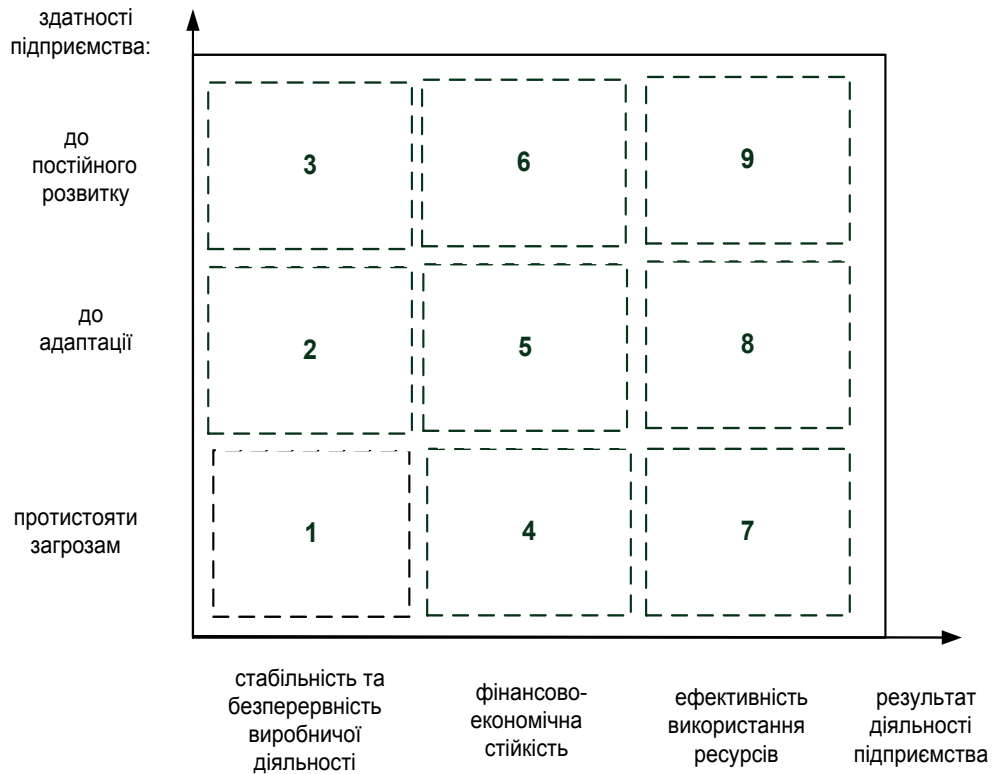 здатності
підприємства:
до
постійного
розвитку
3
6
9
до
адаптації
2
5
8
протистояти
загрозам
1
4
7
стабільність та
безперервність
виробничої
діяльності
фінансово-
економічна
стійкість
ефективність
використання
ресурсів
результат
діяльності
підприємства